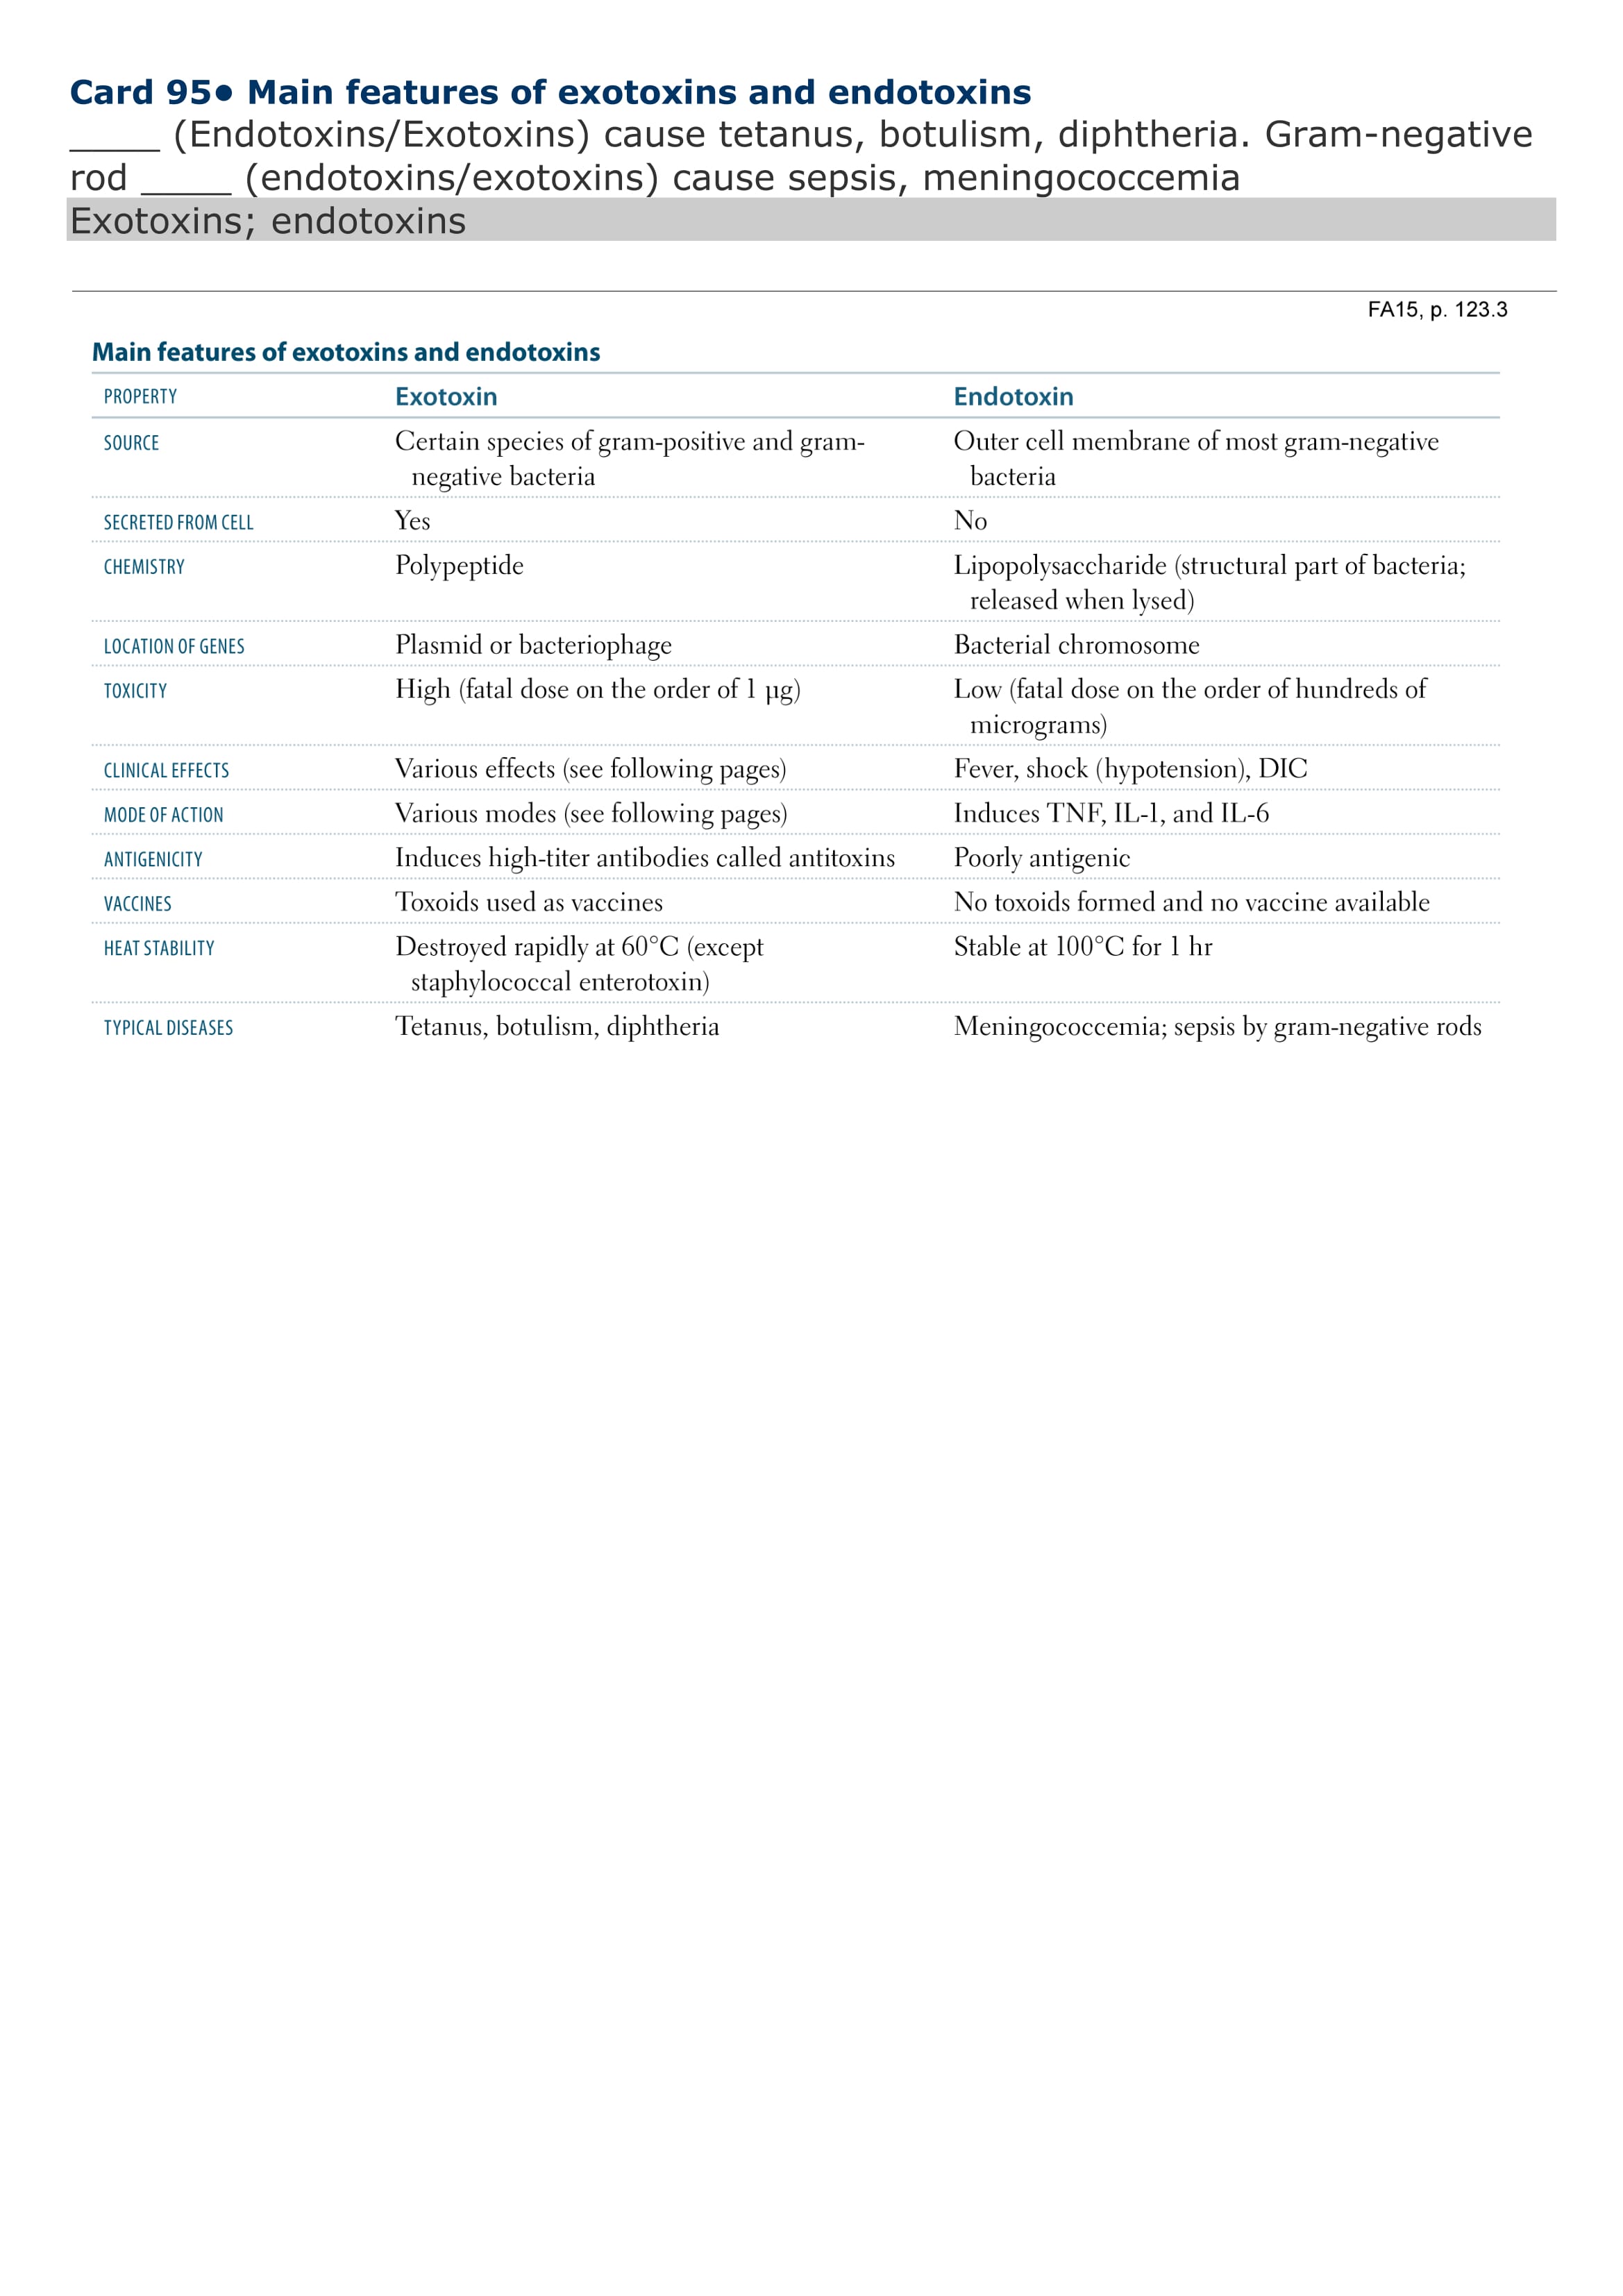 Card 95● Main features of exotoxins and endotoxins
_____ (Endotoxins/Exotoxins) cause tetanus, botulism, diphtheria. Gram-negative
rod _____ (endotoxins/exotoxins) cause sepsis, meningococcemia
Exotoxins; endotoxins
FA15, p. 123.3
Main features of exotoxins and endotoxins
PROPERTY Exotoxin Endotoxin
SOURCE Certain species of gram-positive and gram- Outer cell membrane of most gram-negative
negative bacteria bacteria
SECRETED FROM CELL Yes No
CHEMISTRY Polypeptide Lipopolysaccharide (structural part of bacteria;
released when lysed)
LOCATION OF GENES Plasmid or bacteriophage Bacterial chromosome
TOXICITY High (fatal dose on the order of 1 μg) Low (fatal dose on the order of hundreds of
micrograms)
CLINICAL EFFECTS Various effects (see following pages) Fever, shock (hypotension), DIC
MODE OF ACTION Various modes (see following pages) Induces TNF, IL-1, and IL-6
ANTIGENICITY Induces high-titer antibodies called antitoxins Poorly antigenic
VACCINES Toxoids used as vaccines No toxoids formed and no vaccine available
HEAT STABILITY Destroyed rapidly at 60°C (except Stable at 100°C for 1 hr
staphylococcal enterotoxin)
TYPICAL DISEASES Tetanus, botulism, diphtheria Meningococcemia; sepsis by gram-negative rods